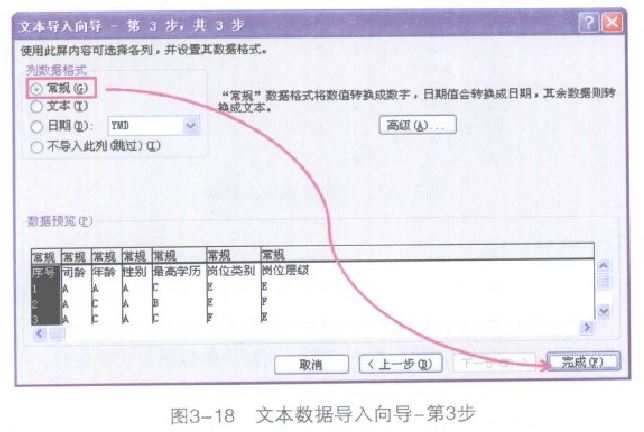 文本导入向导 - 第 3 步，共 3 步
使用此屏内容可选择各列，并设置其数据格式。
列数据格式
常规(G)
文本(T)
日期(D): YMD
不导入此列(跳过)(I)
“常规”数据格式将数值转换成数字，日期值会转换成日期，其余数据则转
换成文本。
高级(A)...
数据预览(P)
常规 常规 常规 常规 常规 常规 常规
序号 司龄 年龄 性别 最高学历 岗位类别 岗位层级
1 A A A C E E
2 A C A B E F
3 A C A C F E
取消 <上一步(B) 下一步(N)> 完成(F)
图3-18 文本数据导入向导-第3步